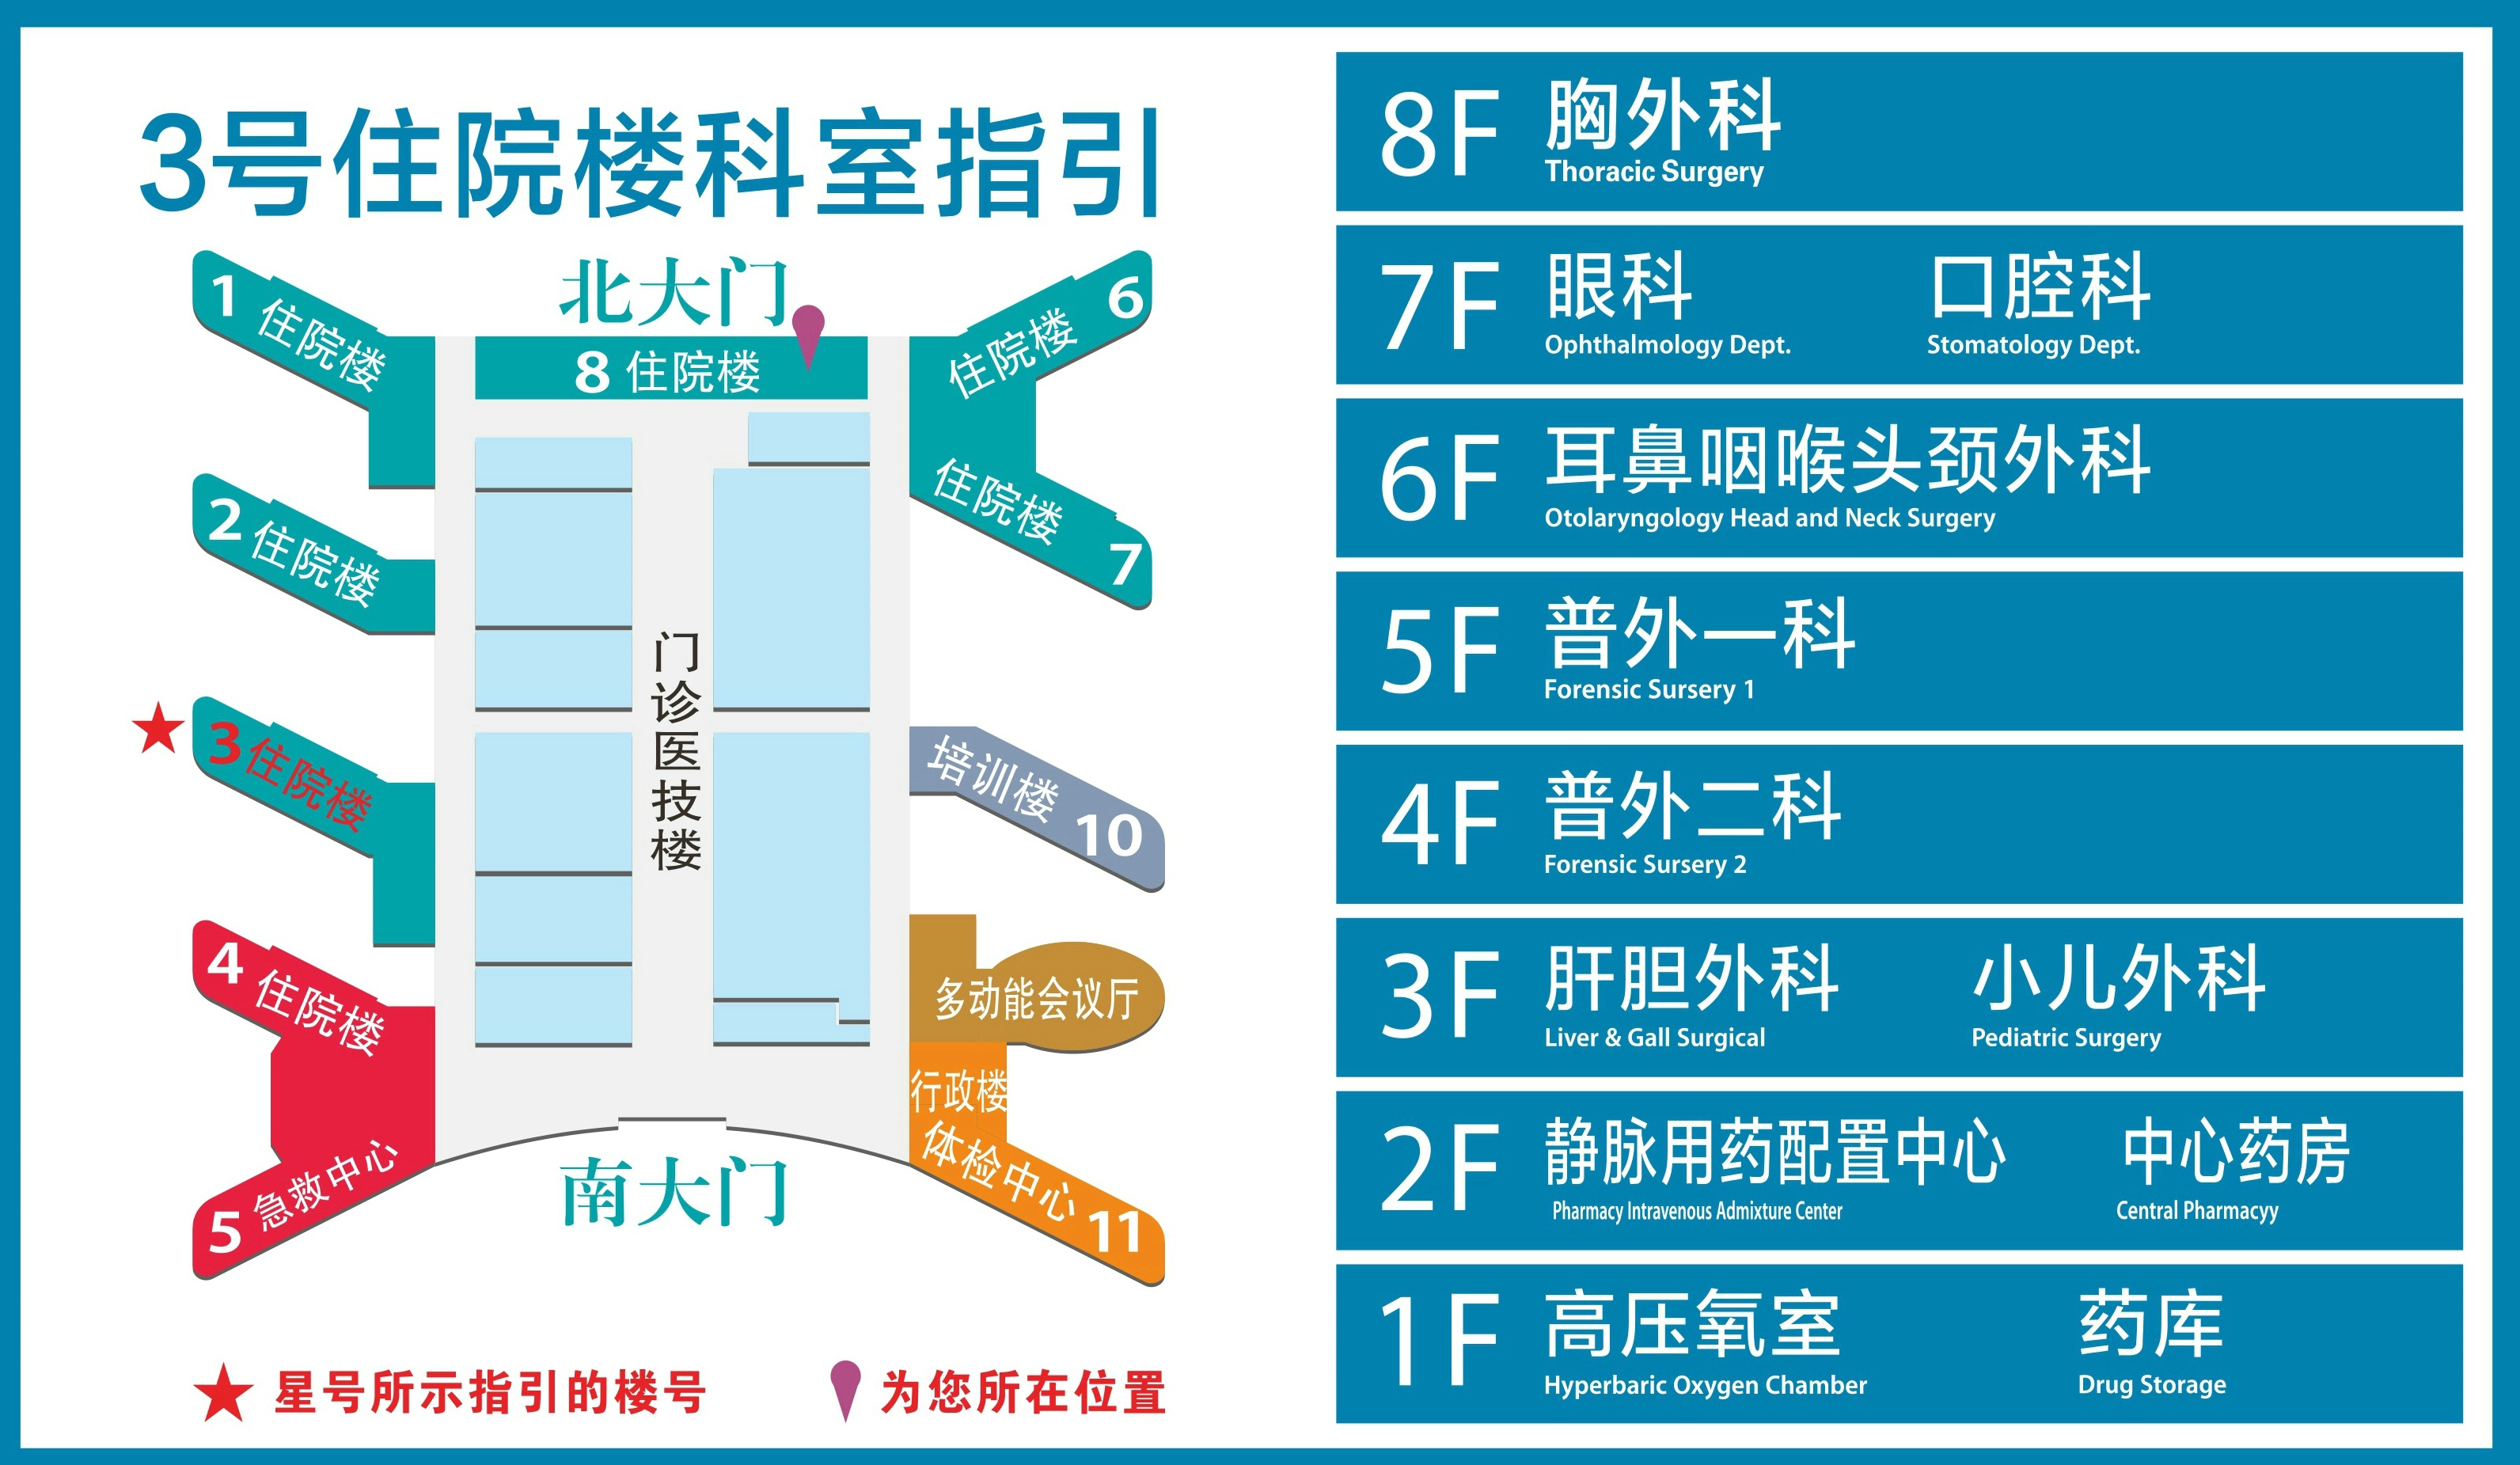 3号住院楼科室指引
北大门
1 住院楼
8 住院楼
住院楼 6
2 住院楼
住院楼 7
门诊医技楼
3 住院楼
培训楼 10
4 住院楼
多动能会议厅
行政楼
体检中心 11
5 急救中心
南大门
星号所示指引的楼号
为您所在位置
8F 胸外科
Thoracic Surgery
7F 眼科 口腔科
Ophthalmology Dept. Stomatology Dept.
6F 耳鼻咽喉头颈外科
Otolaryngology Head and Neck Surgery
5F 普外一科
Forensic Sursery 1
4F 普外二科
Forensic Sursery 2
3F 肝胆外科 小儿外科
Liver & Gall Surgical Pediatric Surgery
2F 静脉用药配置中心 中心药房
Pharmacy Intravenous Admixture Center Central Pharmacyy
1F 高压氧室 药库
Hyperbaric Oxygen Chamber Drug Storage